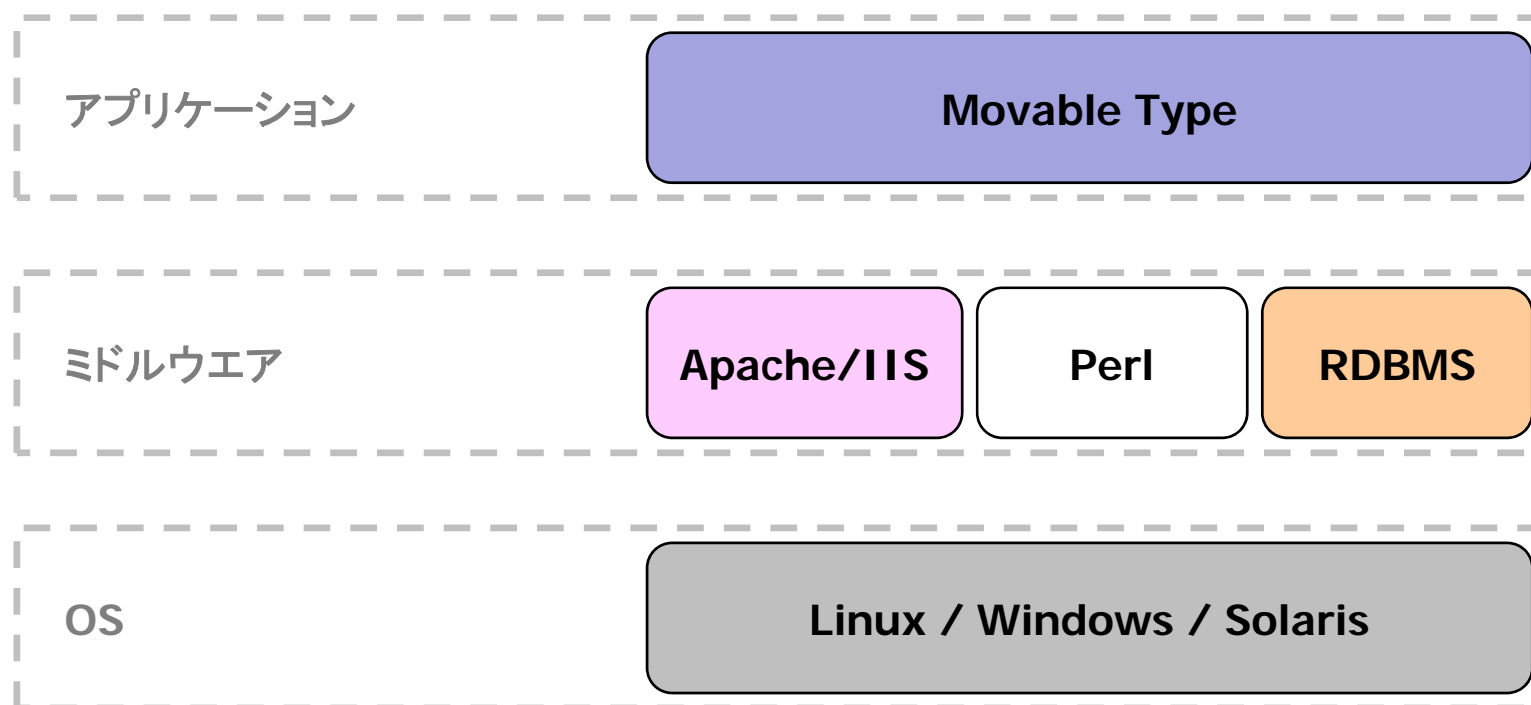 アプリケーション
Movable Type
ミドルウエア
Apache/IIS
Perl
RDBMS
OS
Linux / Windows / Solaris